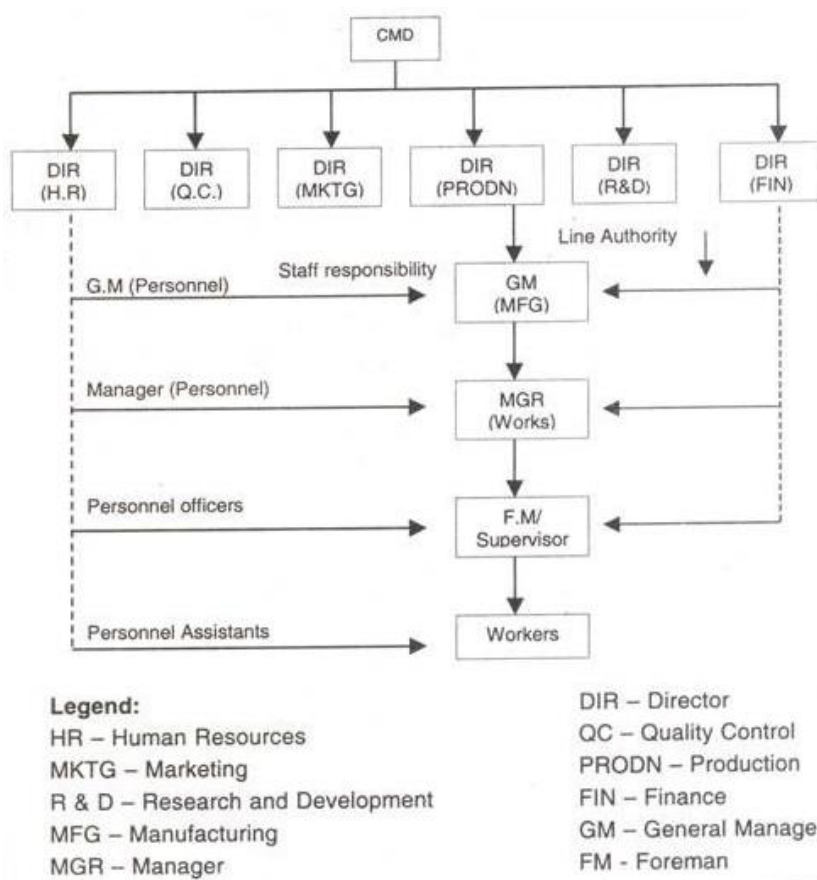 CMD
DIR
(H.R)
DIR
(Q.C.)
DIR
(MKTG)
DIR
(PRODN)
DIR
(R&D)
DIR
(FIN)
Line Authority
Staff responsibility
G.M (Personnel)
GM
(MFG)
Manager (Personnel)
MGR
(Works)
Personnel officers
F.M/
Supervisor
Personnel Assistants
Workers
Legend:
HR – Human Resources
MKTG – Marketing
R & D – Research and Development
MFG – Manufacturing
MGR – Manager
DIR – Director
QC – Quality Control
PRODN – Production
FIN – Finance
GM – General Manage
FM - Foreman